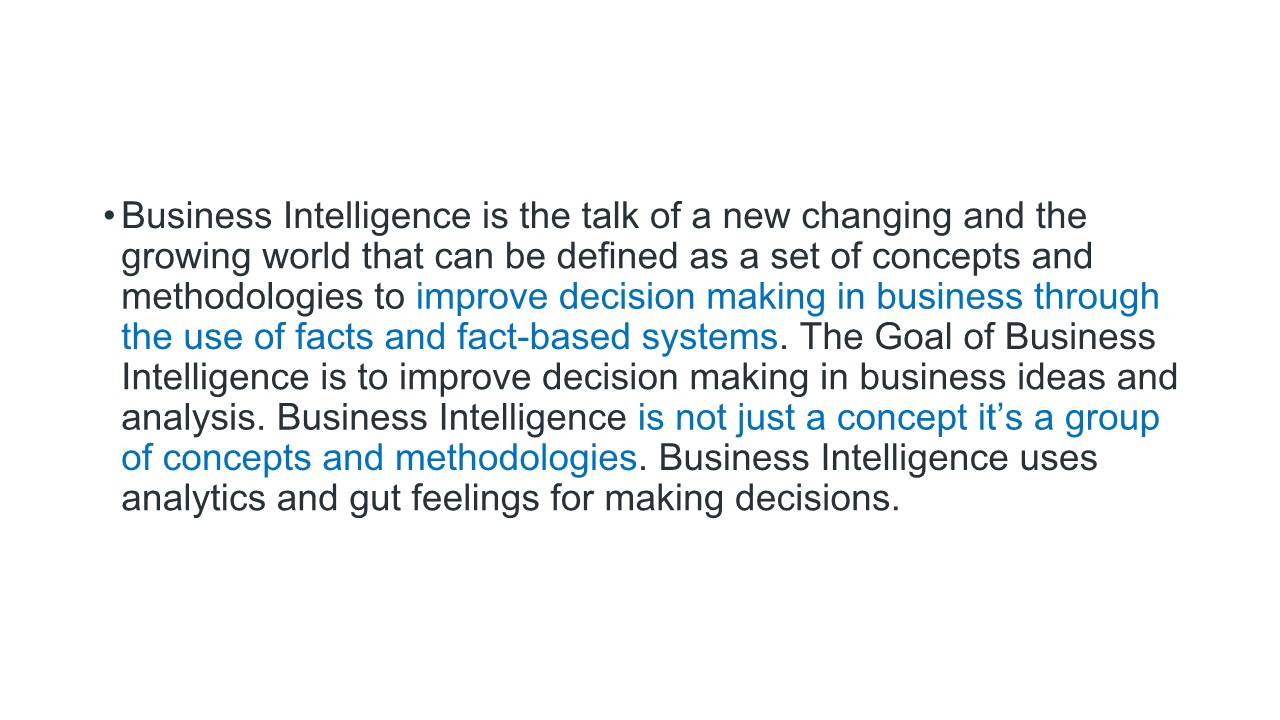 •Business Intelligence is the talk of a new changing and the
growing world that can be defined as a set of concepts and
methodologies to improve decision making in business through
the use of facts and fact-based systems. The Goal of Business
Intelligence is to improve decision making in business ideas and
analysis. Business Intelligence is not just a concept it’s a group
of concepts and methodologies. Business Intelligence uses
analytics and gut feelings for making decisions.